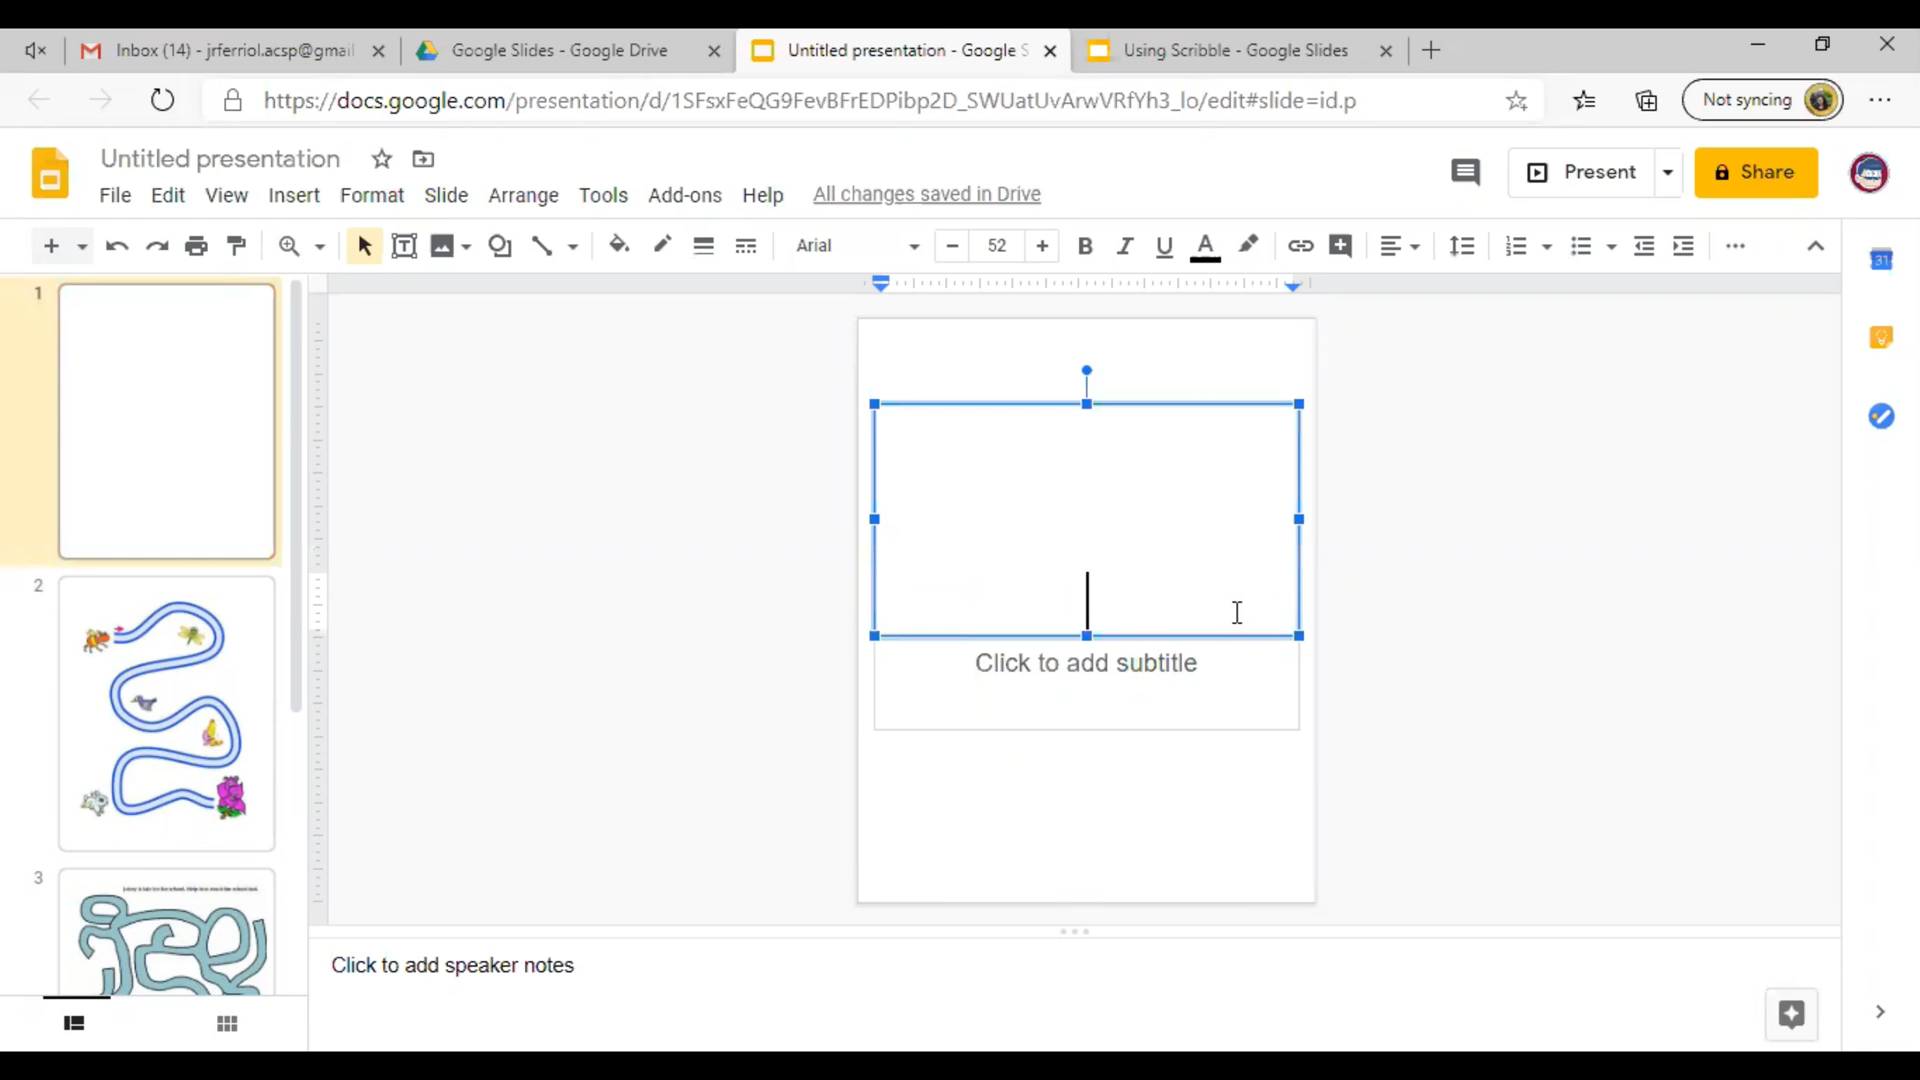 Inbox (14) - jrferriol.acsp@gmail
Google Slides - Google Drive
Untitled presentation - Google S
Using Scribble - Google Slides
https://docs.google.com/presentation/d/1SFsxFeQG9FevBFrEDPibp2D_SWUatUvArwVRfYh3_lo/edit#slide=id.p
Not syncing
Untitled presentation
Present
Share
File Edit View Insert Format Slide Arrange Tools Add-ons Help All changes saved in Drive
Arial
52
B I U A
31
1
Click to add subtitle
2
3
Click to add speaker notes